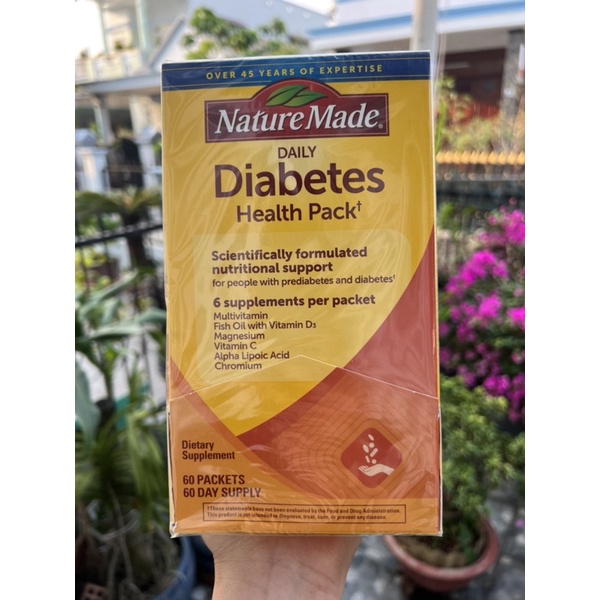 OVER 45 YEARS OF EXPERTISE
Nature Made®
DAILY
Diabetes
Health Pack†
Scientifically formulated
nutritional support
for people with prediabetes and diabetes†
6 supplements per packet
Multivitamin
Fish Oil with Vitamin D₃
Magnesium
Vitamin C
Alpha Lipoic Acid
Chromium
Dietary
Supplement
60 PACKETS
60 DAY SUPPLY
†These statements have not been evaluated by the Food and Drug Administration.
This product is not intended to diagnose, treat, cure, or prevent any disease.